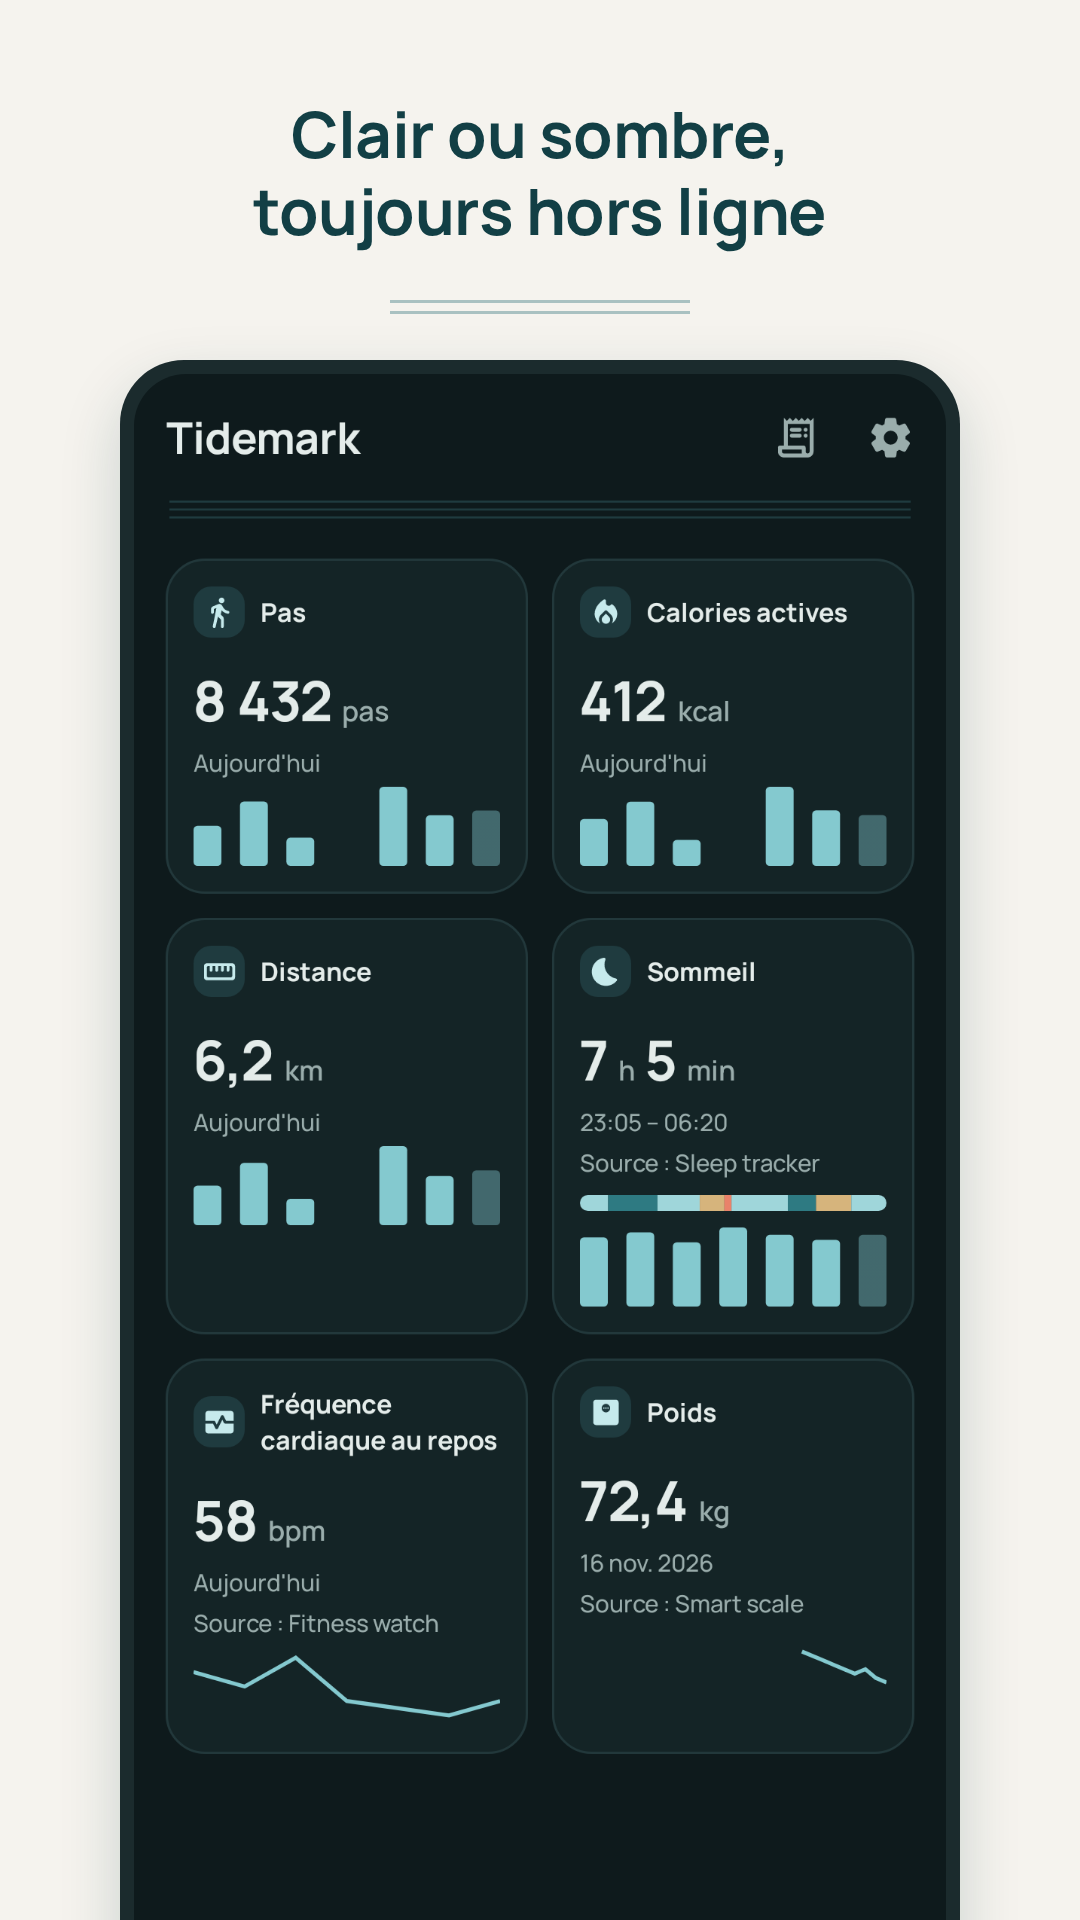 Clair ou sombre,
toujours hors ligne
Tidemark
Pas
8 432 pas
Aujourd'hui
Calories actives
412 kcal
Aujourd'hui
Distance
6,2 km
Aujourd'hui
Sommeil
7 h 5 min
23:05 – 06:20
Source : Sleep tracker
Fréquence
cardiaque au repos
58 bpm
Aujourd'hui
Source : Fitness watch
Poids
72,4 kg
16 nov. 2026
Source : Smart scale